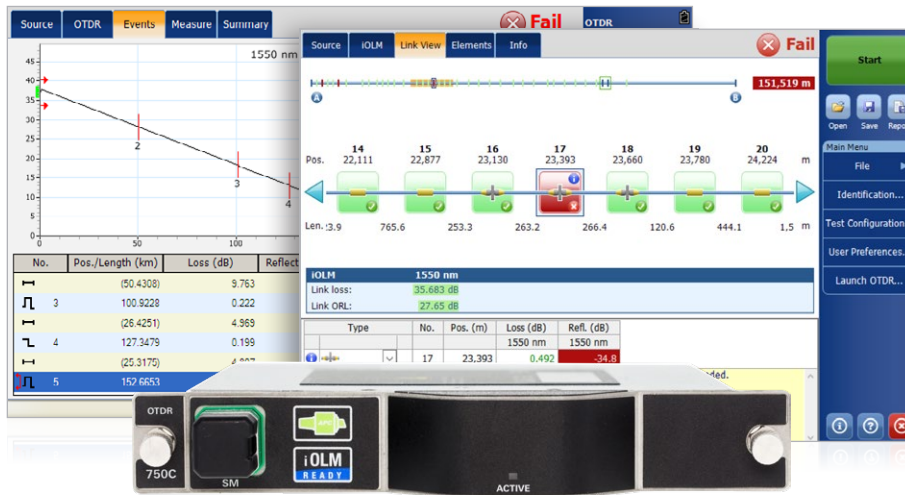 Source OTDR Events Measure Summary
Fail
OTDR
1550 nm
45
40
35
30
25
20
15
10
5
0
0 50 100
2
3
4
No. Pos./Length (km) Loss (dB)
(50.4308) 9.763
3 100.9228 0.222
(26.4251) 4.969
4 127.3479 0.199
(25.3175)
5 152.6653
Source iOLM Link View Elements Info
Fail
A B
151,519 m
14 15 16 17 18 19 20
Pos. 22,111 22,877 23,130 23,393 23,660 23,780 24,224 m
Len. 3.9 765.6 253.3 263.2 266.4 120.6 444.1 1,5 m
iOLM 1550 nm
Link loss: 35.683 dB
Link ORL: 27.65 dB
Type No. Pos. (m) Loss (dB) Refl. (dB)
1550 nm 1550 nm
17 23,393 0.492 -34.8
Start
Open Save
Main Menu
File
Identification...
Test Configuration
User Preferences.
Launch OTDR...
OTDR
750C
SM
APC
iOLM
READY
ACTIVE